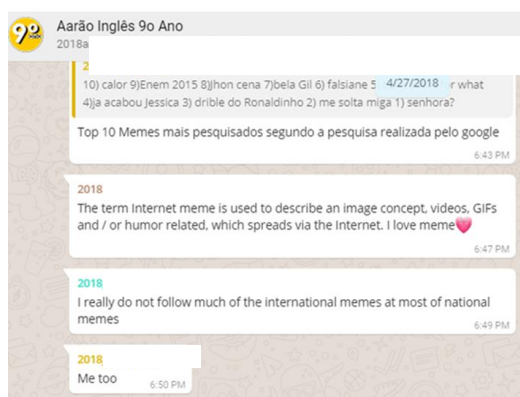 9º
Aarão Inglês 9o Ano
2018a
2
10) calor 9)Enem 2015 8)Jhon cena 7)bela Gil 6) falsiane 5 4/27/2018 r what
4)ja acabou Jessica 3) drible do Ronaldinho 2) me solta miga 1) senhora?
Top 10 Memes mais pesquisados segundo a pesquisa realizada pelo google
6:43 PM
2018
The term Internet meme is used to describe an image concept, videos, GIFs
and / or humor related, which spreads via the Internet. I love meme💗
6:47 PM
2018
I really do not follow much of the international memes at most of national
memes
6:49 PM
2018
Me too
6:50 PM